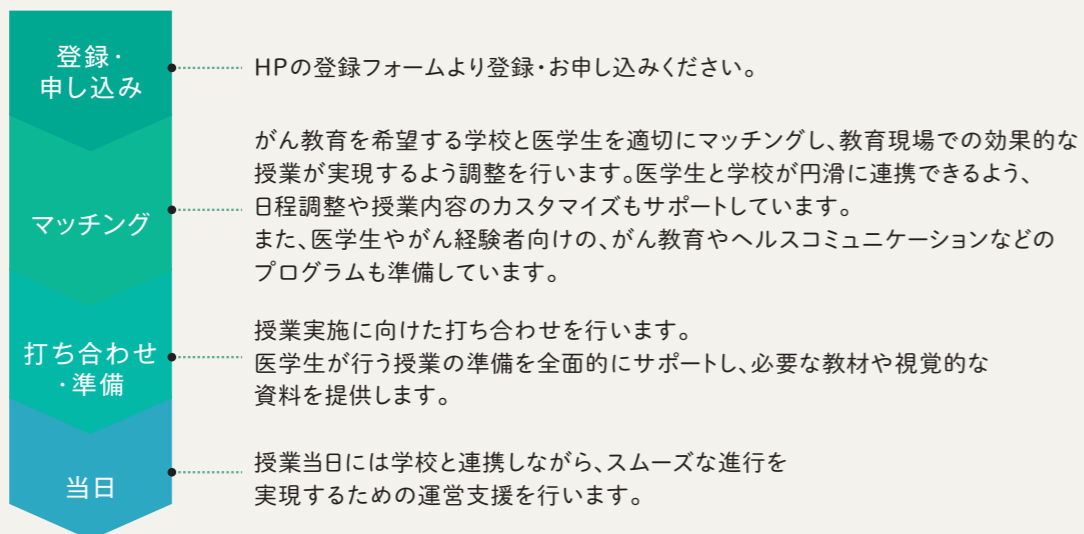 登録・
申し込み
HPの登録フォームより登録・お申し込みください。
マッチング
がん教育を希望する学校と医学生を適切にマッチングし、教育現場での効果的な
授業が実現するよう調整を行います。医学生と学校が円滑に連携できるよう、
日程調整や授業内容のカスタマイズもサポートしています。
また、医学生やがん経験者向けの、がん教育やヘルスコミュニケーションなどの
プログラムも準備しています。
打ち合わせ
・準備
授業実施に向けた打ち合わせを行います。
医学生が行う授業の準備を全面的にサポートし、必要な教材や視覚的な
資料を提供します。
当日
授業当日には学校と連携しながら、スムーズな進行を
実現するための運営支援を行います。